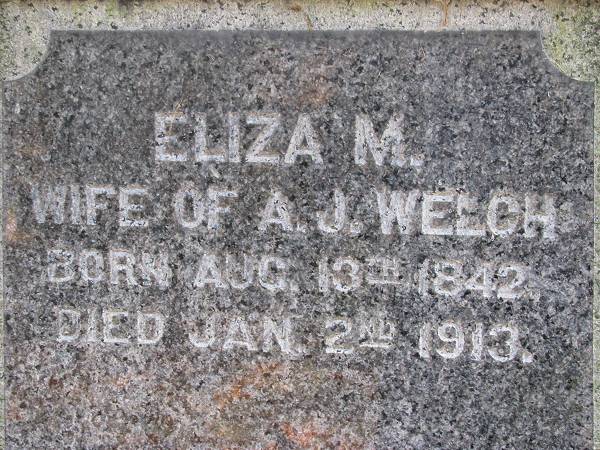 ELIZA M.
WIFE OF A. J. WELCH
BORN AUG. 13TH 1842.
DIED JAN. 2ND 1913.